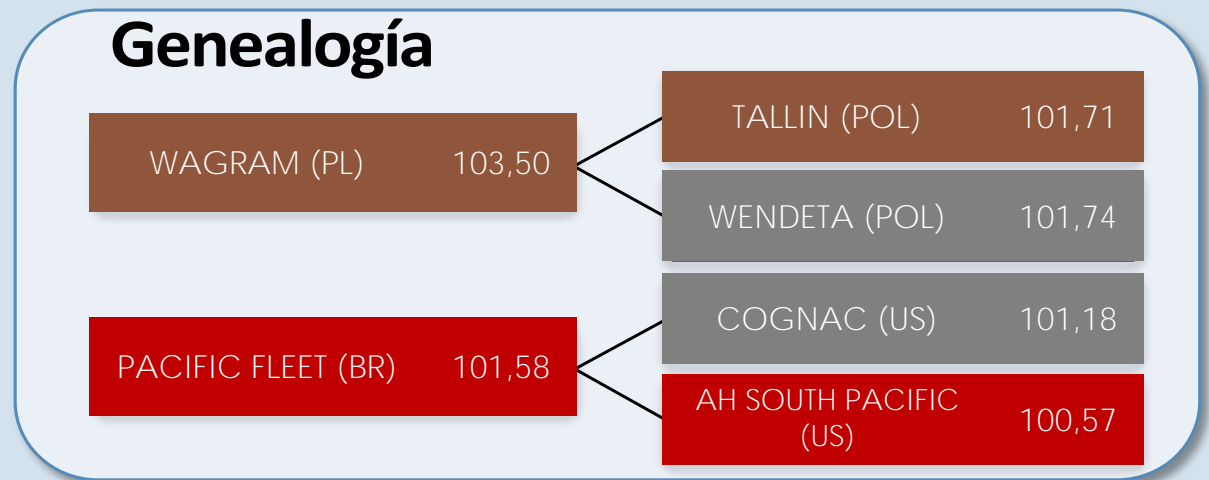 Genealogía
WAGRAM (PL) 103,50
TALLIN (POL) 101,71
WENDETA (POL) 101,74
PACIFIC FLEET (BR) 101,58
COGNAC (US) 101,18
AH SOUTH PACIFIC
(US) 100,57